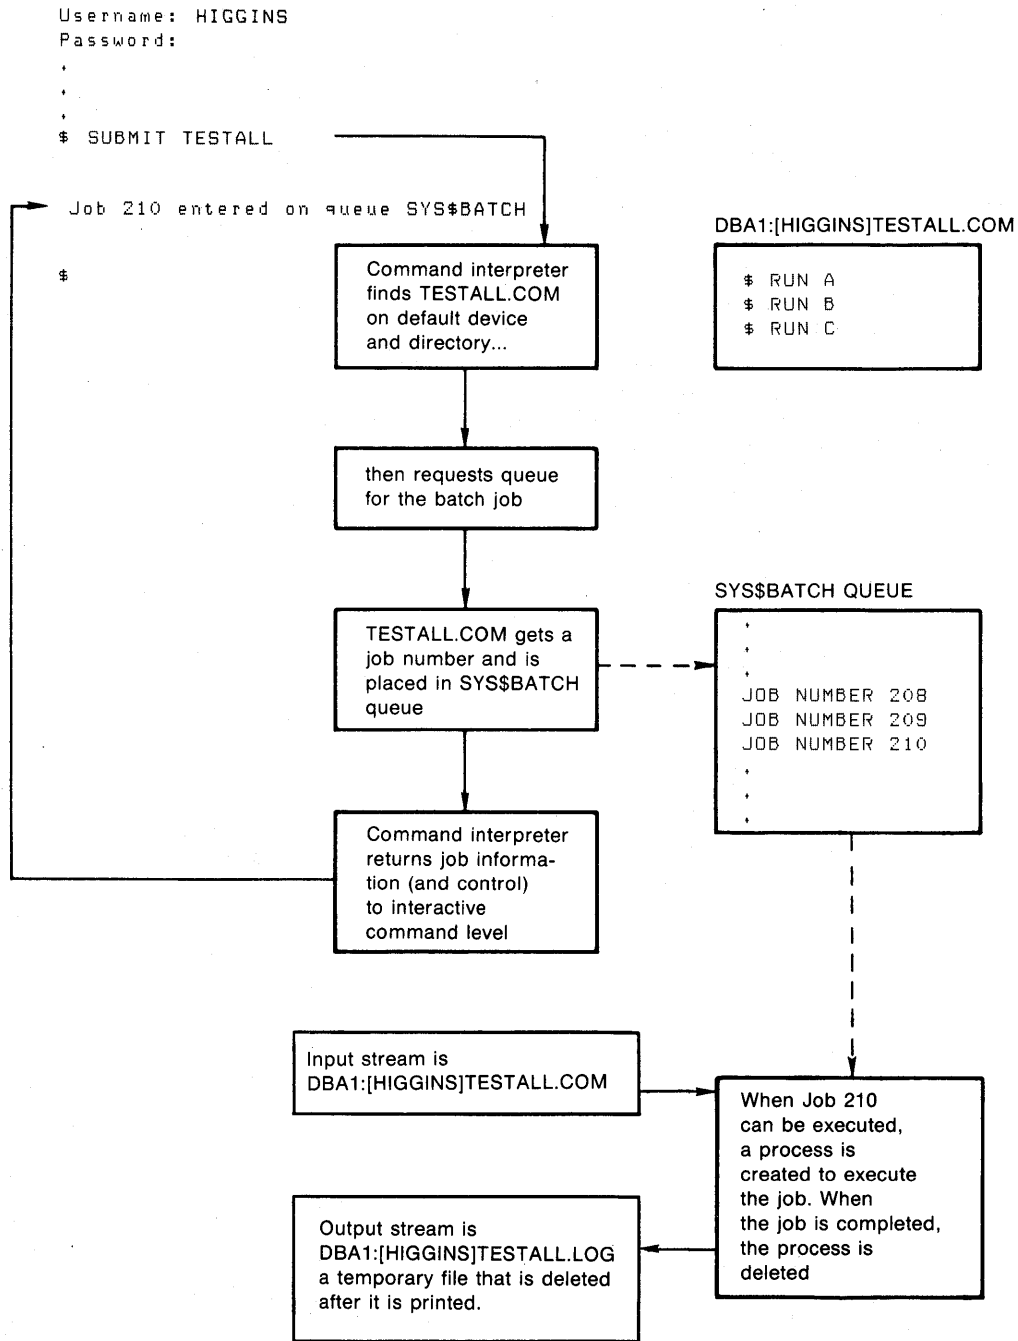 Username: HIGGINS
Password:
.
.
.
$ SUBMIT TESTALL
Job 210 entered on queue SYS$BATCH
$
Command interpreter
finds TESTALL.COM
on default device
and directory...
DBA1:[HIGGINS]TESTALL.COM
$ RUN A
$ RUN B
$ RUN C
then requests queue
for the batch job
TESTALL.COM gets a
job number and is
placed in SYS$BATCH
queue
SYS$BATCH QUEUE
.
.
.
JOB NUMBER 208
JOB NUMBER 209
JOB NUMBER 210
.
.
.
Command interpreter
returns job informa-
tion (and control)
to interactive
command level
Input stream is
DBA1:[HIGGINS]TESTALL.COM
When Job 210
can be executed,
a process is
created to execute
the job. When
the job is completed,
the process is
deleted
Output stream is
DBA1:[HIGGINS]TESTALL.LOG
a temporary file that is deleted
after it is printed.